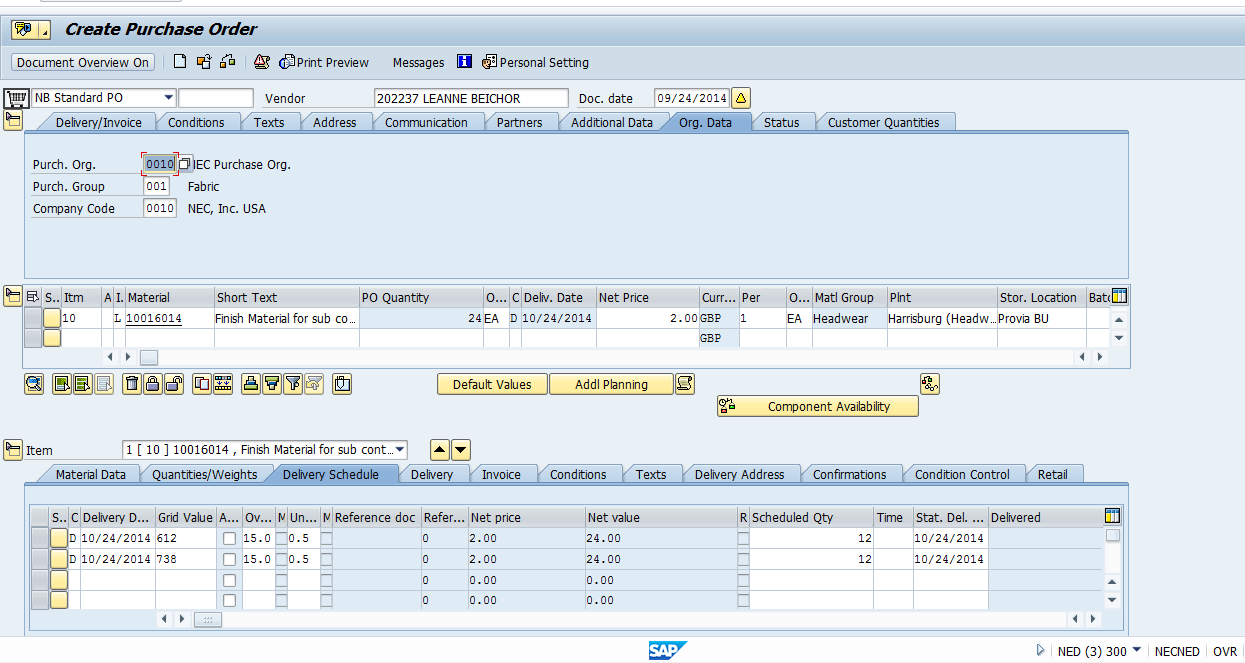 Create Purchase Order
Document Overview On Print Preview Messages Personal Setting
NB Standard PO Vendor 202237 LEANNE BEICHOR Doc. date 09/24/2014
Delivery/Invoice Conditions Texts Address Communication Partners Additional Data Org. Data Status Customer Quantities
Purch. Org. 0010 IEC Purchase Org.
Purch. Group 001 Fabric
Company Code 0010 NEC, Inc. USA
S.. Itm A I. Material Short Text PO Quantity O... C Deliv. Date Net Price Curr... Per O... Matl Group Plnt Stor. Location Batc
10 L 10016014 Finish Material for sub co... 24 EA D 10/24/2014 2.00 GBP 1 EA Headwear Harrisburg (Headw... Provia BU
GBP
Default Values Addl Planning
Component Availability
Item 1 [ 10 ] 10016014 , Finish Material for sub cont...
Material Data Quantities/Weights Delivery Schedule Delivery Invoice Conditions Texts Delivery Address Confirmations Condition Control Retail
S.. C Delivery D... Grid Value A... Ov... M Un... M Reference doc Refer... Net price Net value R Scheduled Qty Time Stat. Del. ... Delivered
D 10/24/2014 612 15.0 0.5 0 2.00 24.00 12 10/24/2014
D 10/24/2014 738 15.0 0.5 0 2.00 24.00 12 10/24/2014
0 0.00 0.00
0 0.00 0.00
SAP NED (3) 300 NECNED OVR